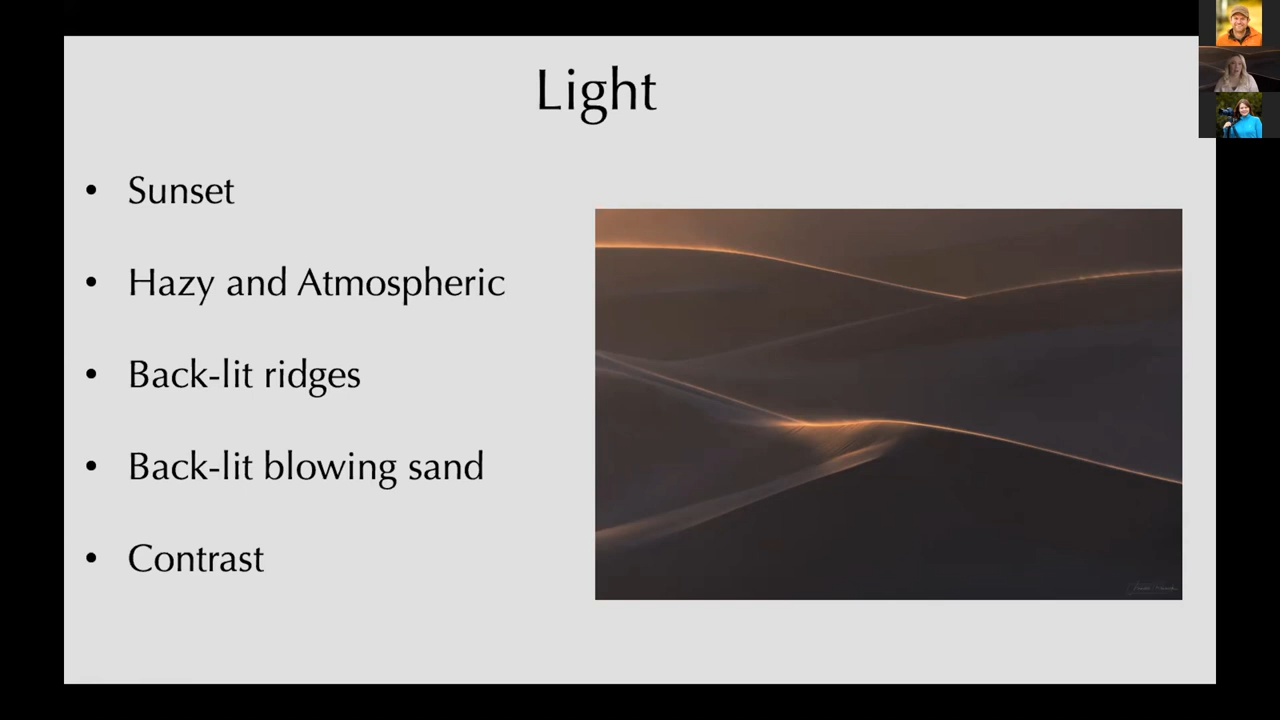 Light
• Sunset
• Hazy and Atmospheric
• Back-lit ridges
• Back-lit blowing sand
• Contrast